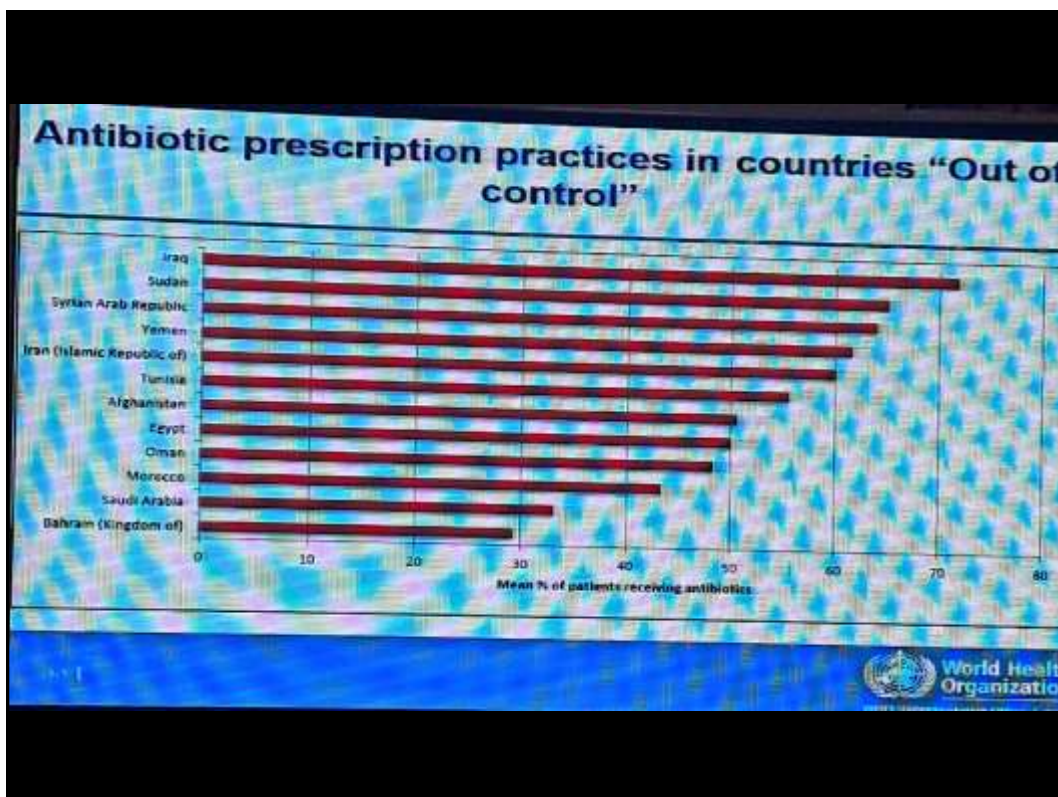 Antibiotic prescription practices in countries “Out of
control”
Iraq
Sudan
Syrian Arab Republic
Yemen
Iran (Islamic Republic of)
Tunisia
Afghanistan
Egypt
Oman
Morocco
Saudi Arabia
Bahrain (Kingdom of)
0 10 20 30 40 50 60 70 80
Mean % of patients receiving antibiotics
World Healt
Organizatio